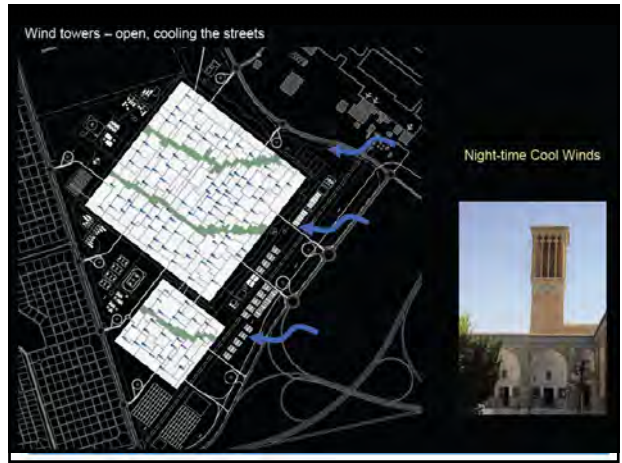 Wind towers – open, cooling the streets
Night-time Cool Winds